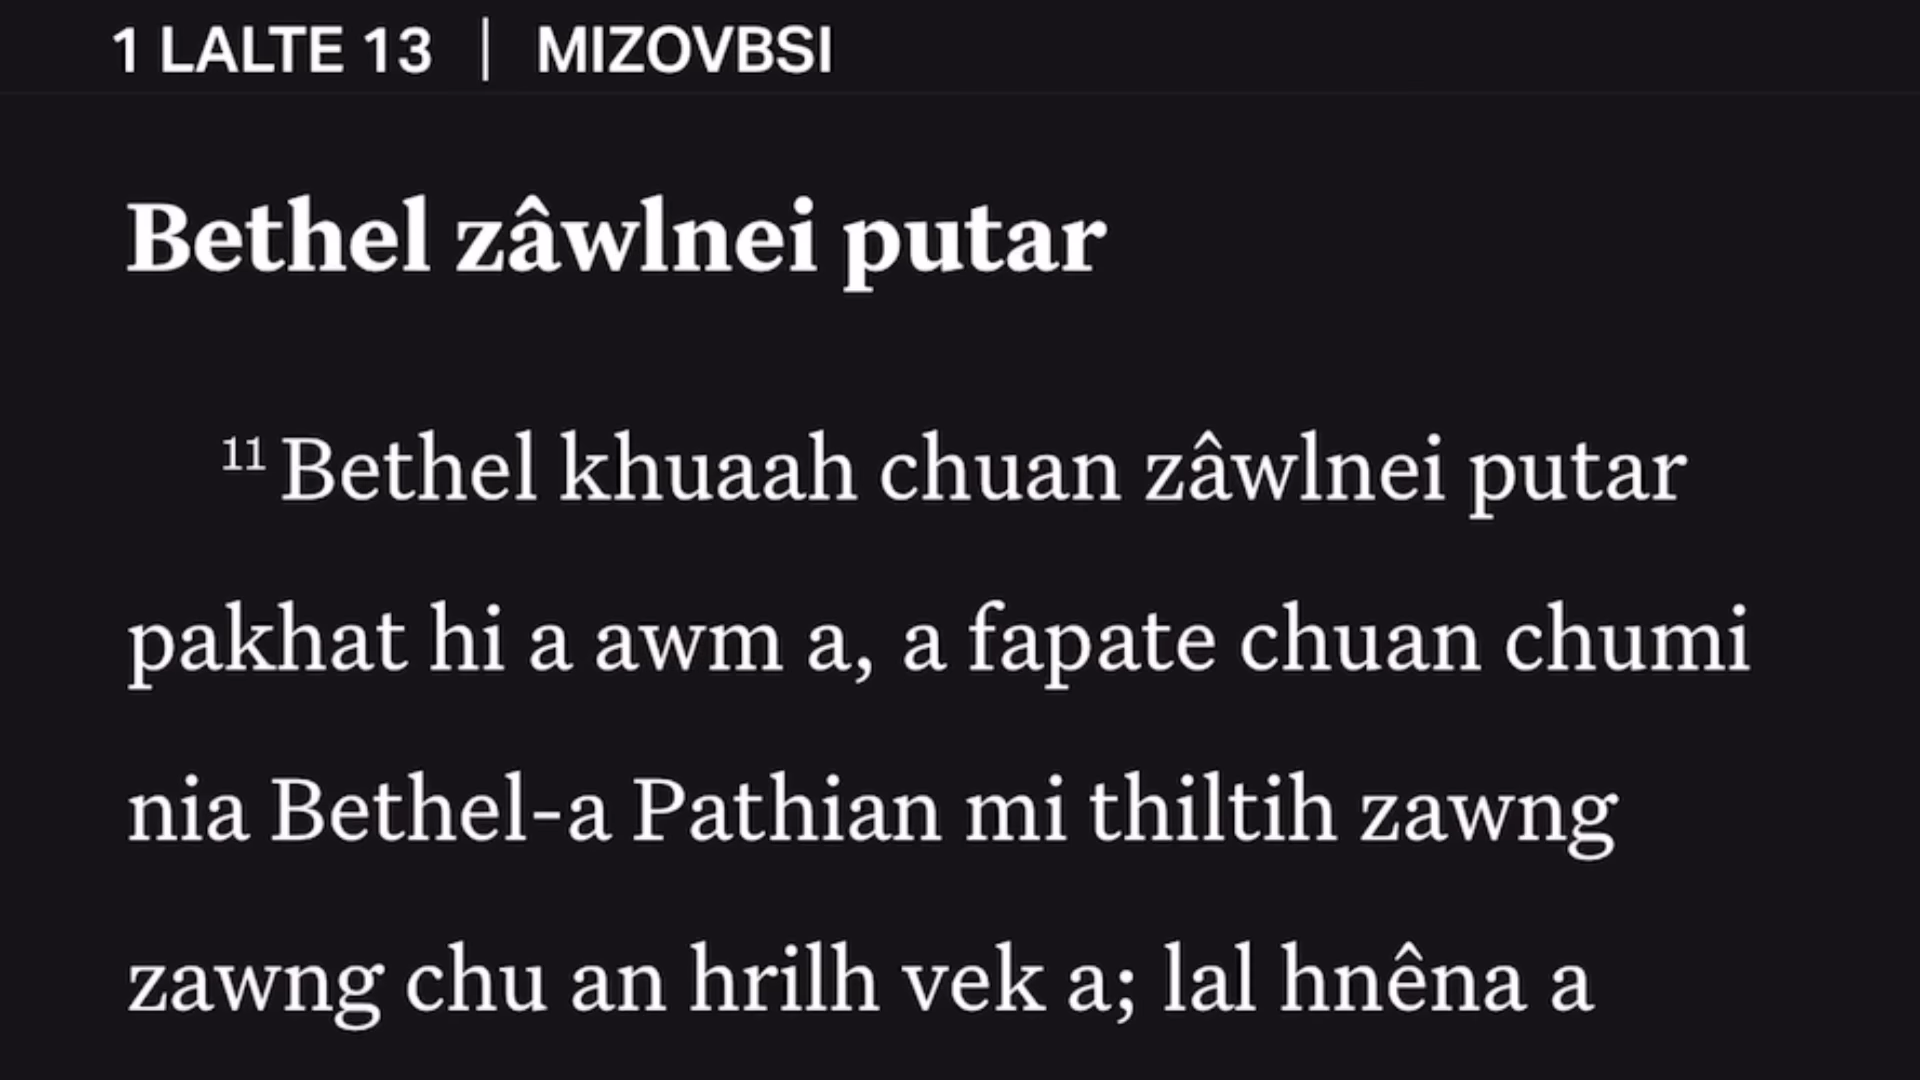 1 LALTE 13 | MIZOVBSI
Bethel zâwlnei putar
11 Bethel khuaah chuan zâwlnei putar
pakhat hi a awm a, a fapate chuan chumi
nia Bethel-a Pathian mi thiltih zawng
zawng chu an hrilh vek a; lal hnêna a